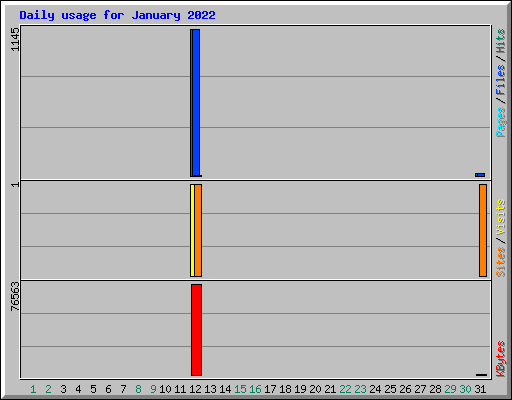 Daily usage for January 2022
1145
Pages/Files/Hits
1
Sites/Visits
76563
KBytes
1 2 3 4 5 6 7 8 9 10 11 12 13 14 15 16 17 18 19 20 21 22 23 24 25 26 27 28 29 30 31